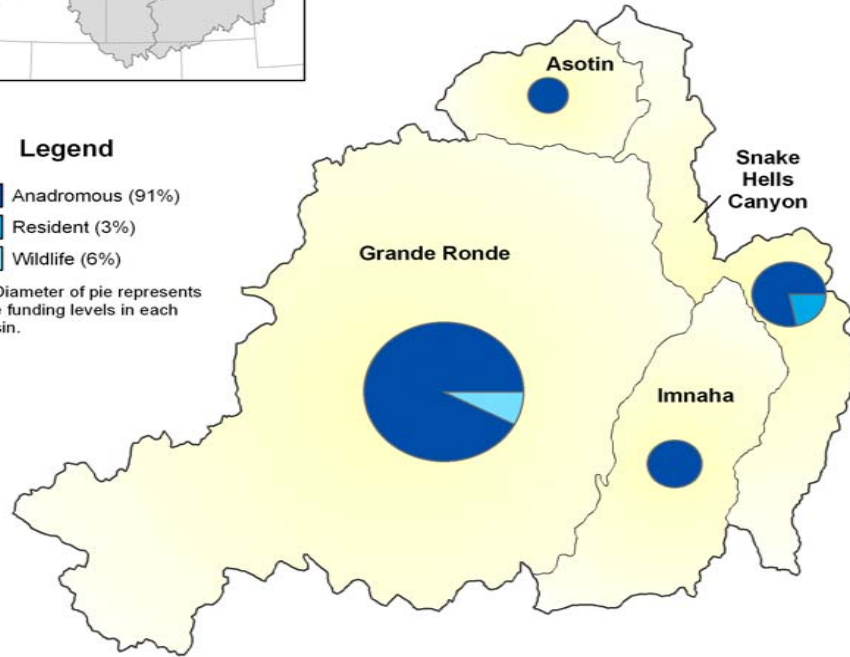 Asotin
Legend
Anadromous (91%)
Resident (3%)
Wildlife (6%)
Diameter of pie represents
funding levels in each
Snake
Hells
Canyon
Grande Ronde
Imnaha